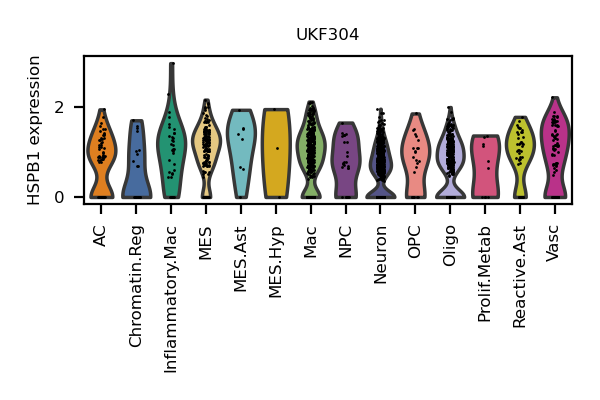 UKF304
HSPB1 expression
2
0
AC
Chromatin.Reg
Inflammatory.Mac
MES
MES.Ast
MES.Hyp
Mac
NPC
Neuron
OPC
Oligo
Prolif.Metab
Reactive.Ast
Vasc